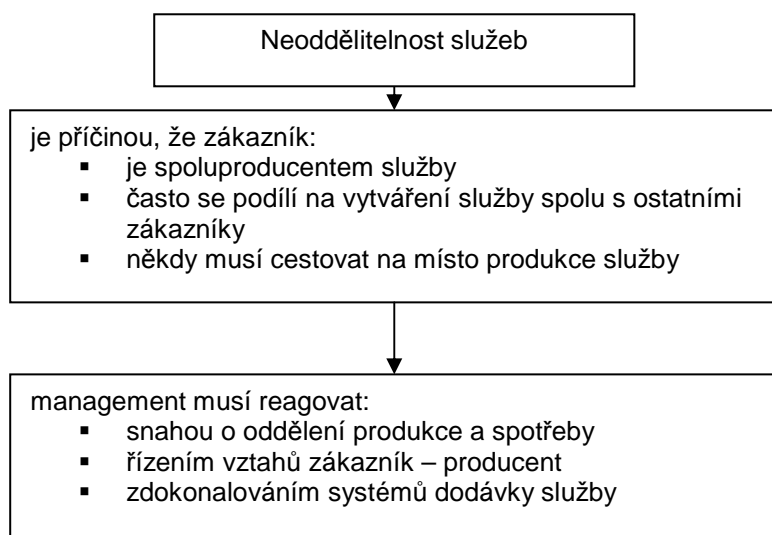 Neoddělitelnost služeb
je příčinou, že zákazník:
▪ je spoluproducentem služby
▪ často se podílí na vytváření služby spolu s ostatními
zákazníky
▪ někdy musí cestovat na místo produkce služby
management musí reagovat:
▪ snahou o oddělení produkce a spotřeby
▪ řízením vztahů zákazník – producent
▪ zdokonalováním systémů dodávky služby